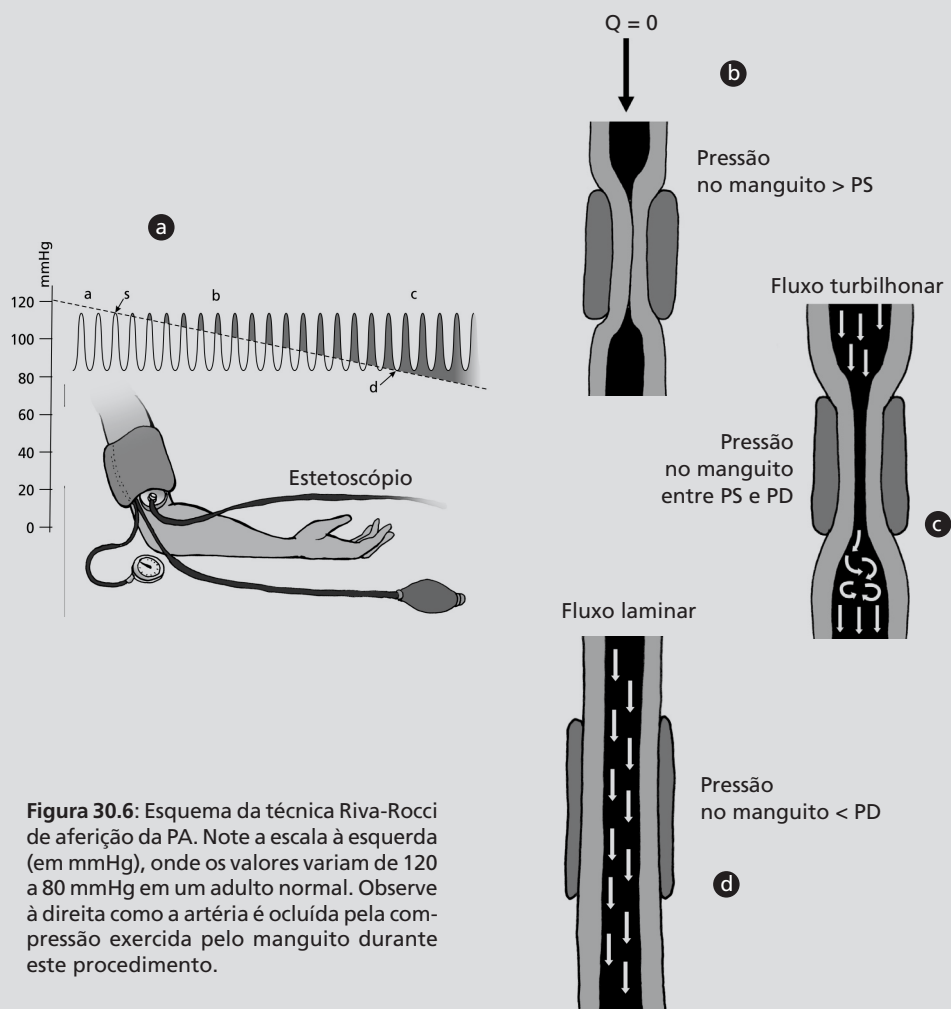 Q = 0
b
Pressão
no manguito > PS
a
mmHg
120
100
80
60
40
20
0
a
s
b
c
d
Estetoscópio
Fluxo turbilhonar
Pressão
no manguito
entre PS e PD
c
Fluxo laminar
Pressão
no manguito < PD
d
Figura 30.6: Esquema da técnica Riva-Rocci
de aferição da PA. Note a escala à esquerda
(em mmHg), onde os valores variam de 120
a 80 mmHg em um adulto normal. Observe
à direita como a artéria é ocluída pela com-
pressão exercida pelo manguito durante
este procedimento.